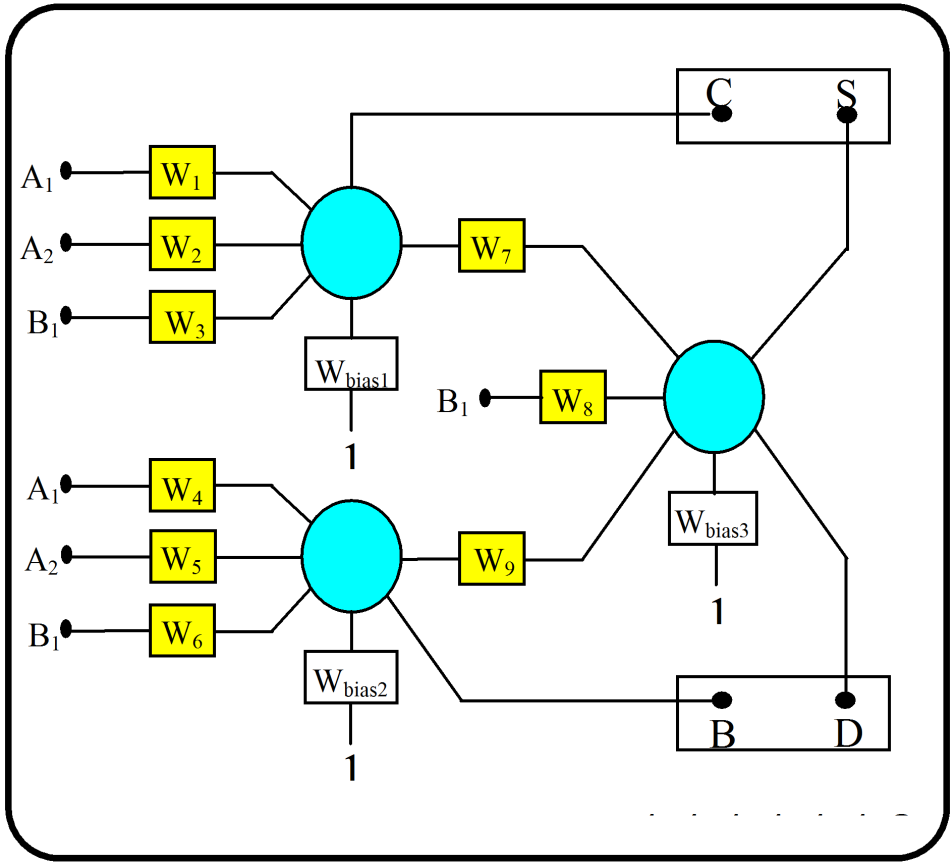 C S
A1 W1
A2 W2 W7
B1 W3
Wbias1
B1 W8
1
A1 W4
Wbias3
A2 W5 W9
1
B1 W6
Wbias2
B D
1